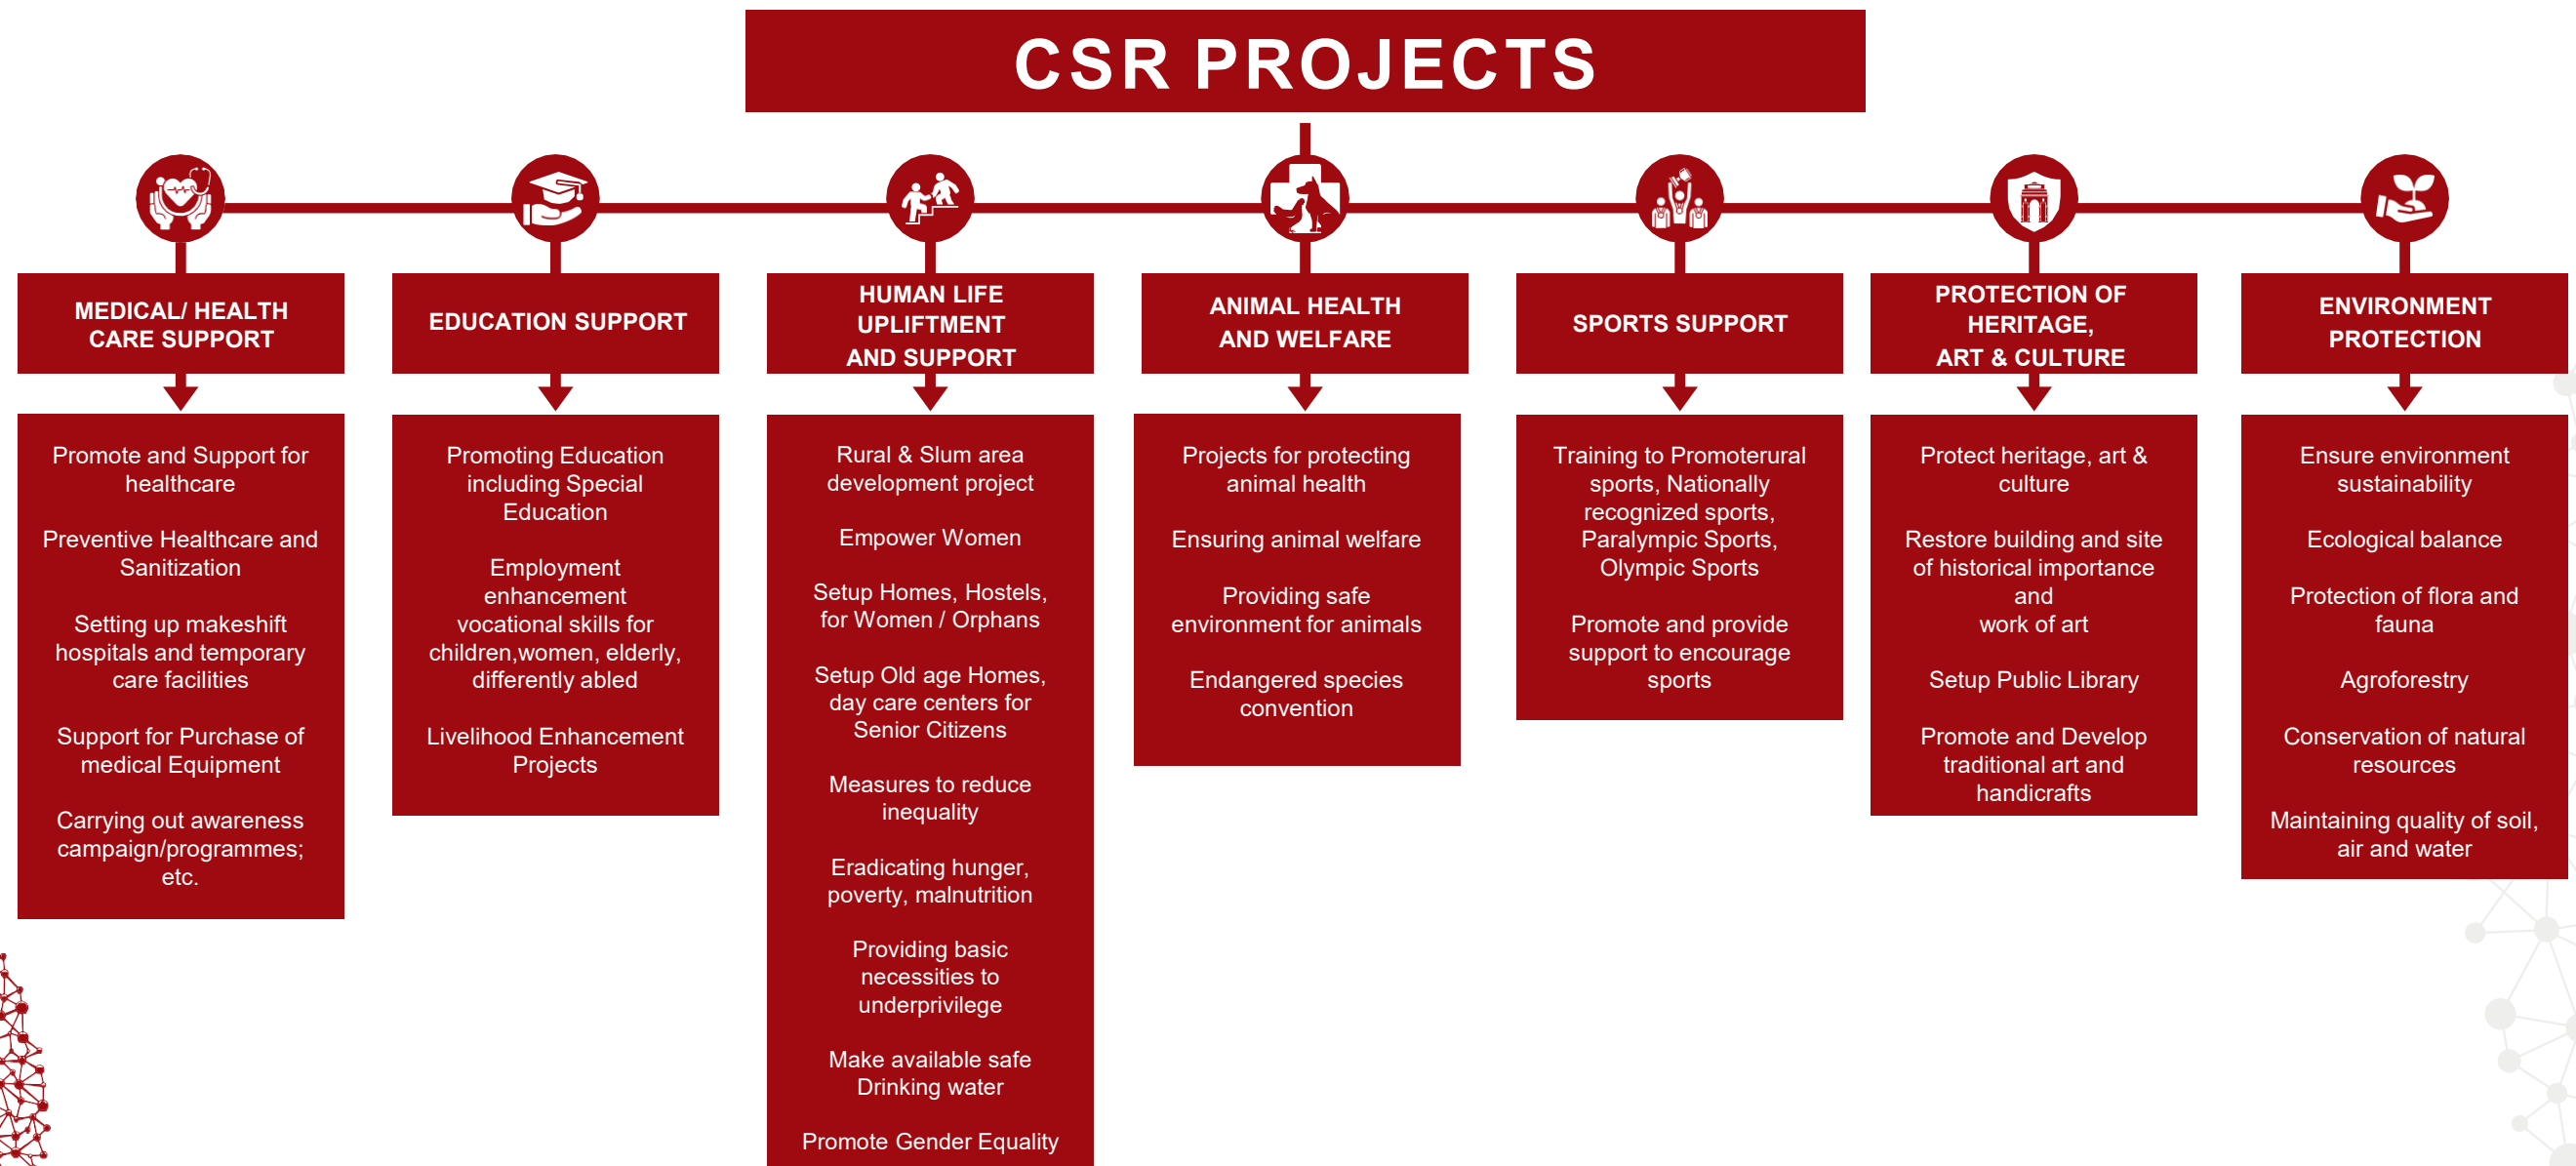 CSR PROJECTS
MEDICAL/ HEALTH
CARE SUPPORT
Promote and Support for
healthcare
Preventive Healthcare and
Sanitization
Setting up makeshift
hospitals and temporary
care facilities
Support for Purchase of
medical Equipment
Carrying out awareness
campaign/programmes;
etc.
EDUCATION SUPPORT
Promoting Education
including Special
Education
Employment
enhancement
vocational skills for
children,women, elderly,
differently abled
Livelihood Enhancement
Projects
HUMAN LIFE
UPLIFTMENT
AND SUPPORT
Rural & Slum area
development project
Empower Women
Setup Homes, Hostels,
for Women / Orphans
Setup Old age Homes,
day care centers for
Senior Citizens
Measures to reduce
inequality
Eradicating hunger,
poverty, malnutrition
Providing basic
necessities to
underprivilege
Make available safe
Drinking water
Promote Gender Equality
ANIMAL HEALTH
AND WELFARE
Projects for protecting
animal health
Ensuring animal welfare
Providing safe
environment for animals
Endangered species
convention
SPORTS SUPPORT
Training to Promoterural
sports, Nationally
recognized sports,
Paralympic Sports,
Olympic Sports
Promote and provide
support to encourage
sports
PROTECTION OF
HERITAGE,
ART & CULTURE
Protect heritage, art &
culture
Restore building and site
of historical importance
and
work of art
Setup Public Library
Promote and Develop
traditional art and
handicrafts
ENVIRONMENT
PROTECTION
Ensure environment
sustainability
Ecological balance
Protection of flora and
fauna
Agroforestry
Conservation of natural
resources
Maintaining quality of soil,
air and water